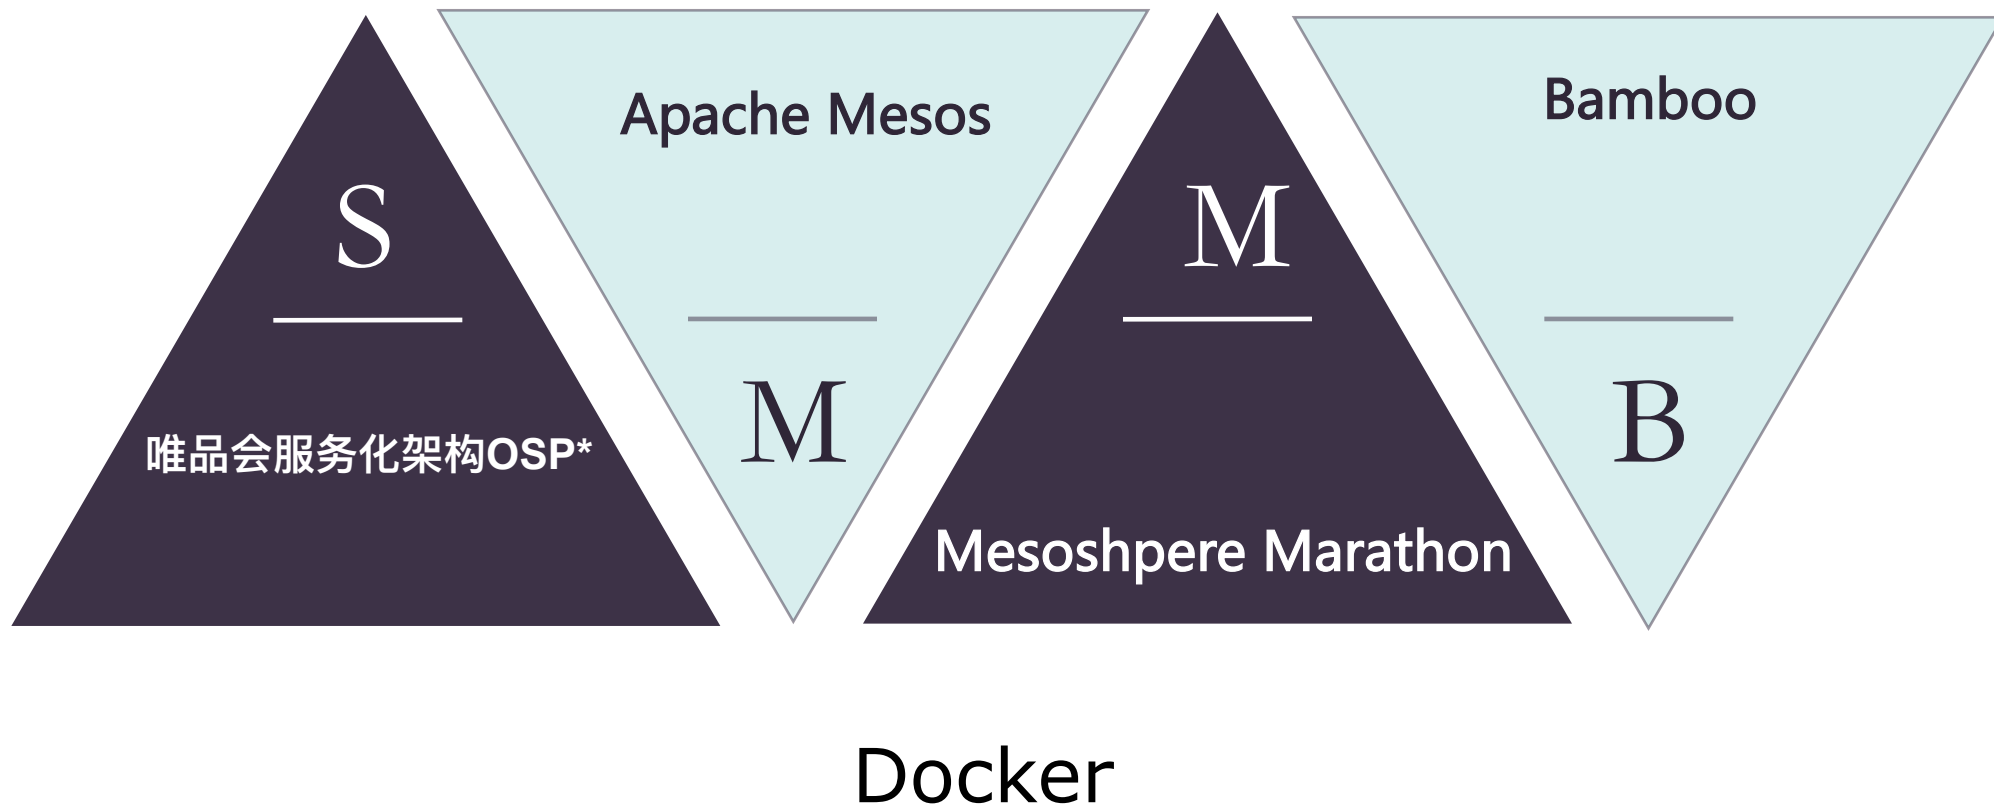 S
唯品会服务化架构OSP*
Apache Mesos
M
M
Mesoshpere Marathon
Bamboo
B
Docker